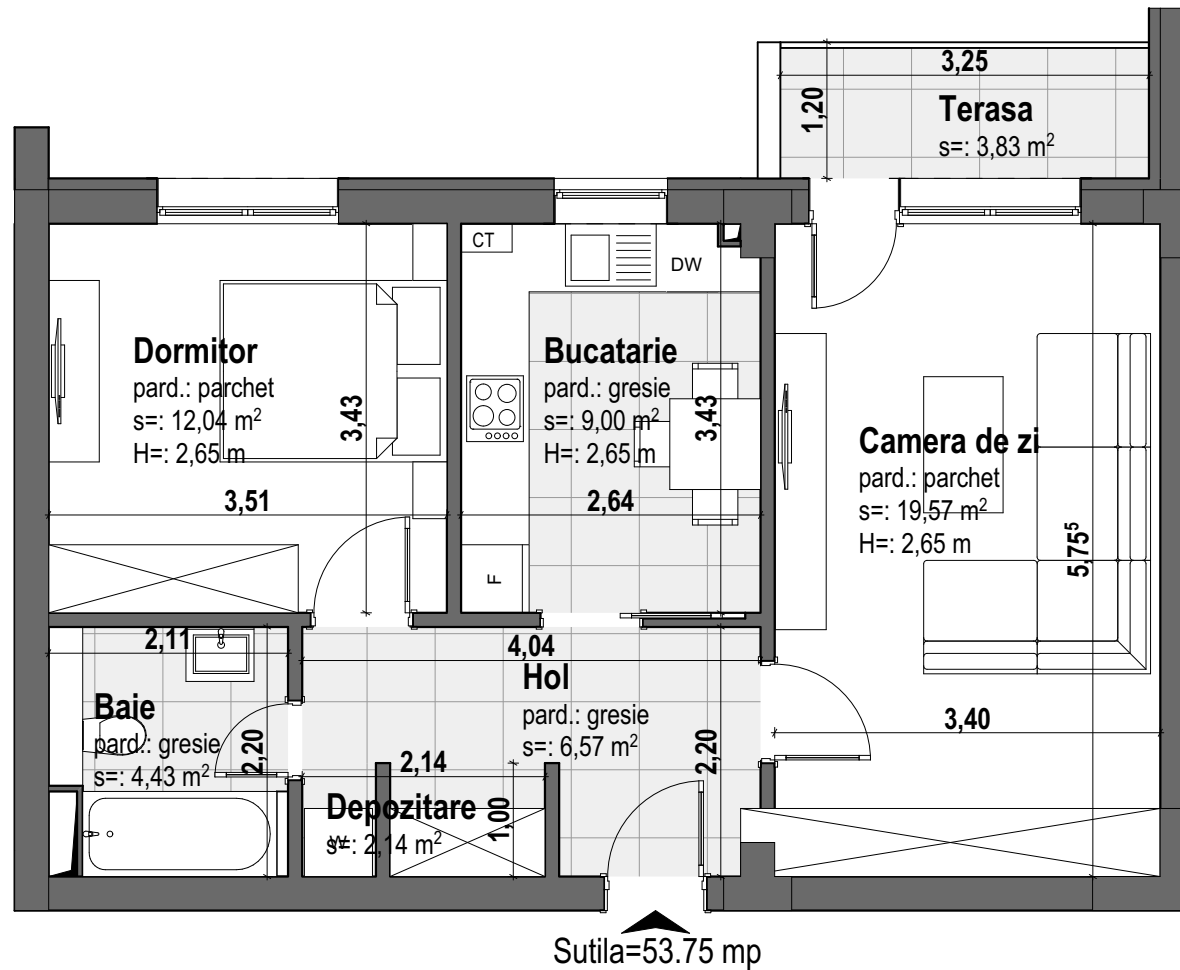 3,25
1,20
Terasa
s=: 3,83 m²
CT
DW
Dormitor
pard.: parchet
s=: 12,04 m²
H=: 2,65 m
3,43
3,51
Bucatarie
pard.: gresie
s=: 9,00 m²
H=: 2,65 m
3,43
2,64
F
Camera de zi
pard.: parchet
s=: 19,57 m²
H=: 2,65 m
5,75⁵
3,40
2,11
Baie
pard.: gresie
s=: 4,43 m²
2,20
4,04
Hol
pard.: gresie
s=: 6,57 m²
2,20
2,14
Depozitare
s=: 2,14 m²
W
1,00
Sutila=53.75 mp